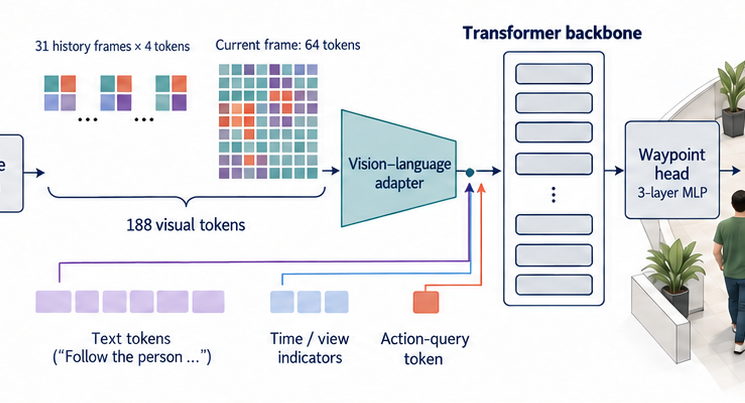 Transformer backbone
31 history frames × 4 tokens
Current frame: 64 tokens
e
Vision–language
adapter
Waypoint
head
3-layer MLP
188 visual tokens
Text tokens
("Follow the person ...")
Time / view
indicators
Action-query
token